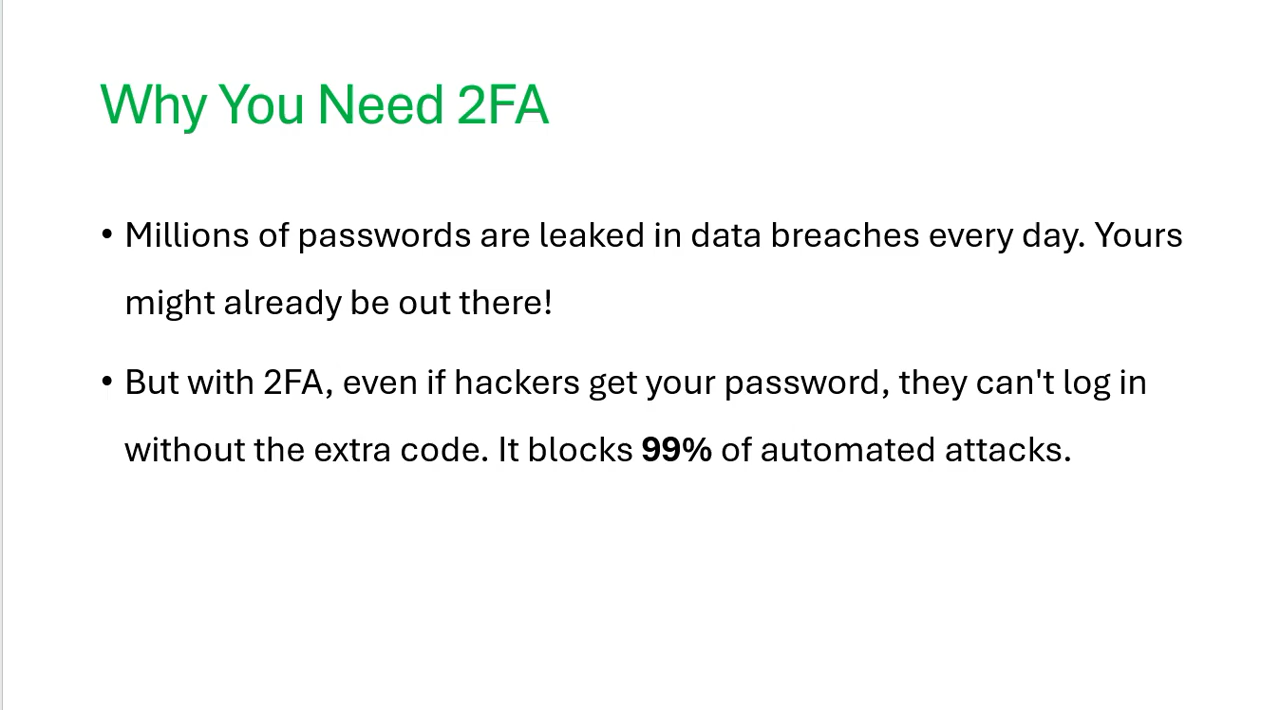 Why You Need 2FA
• Millions of passwords are leaked in data breaches every day. Yours
might already be out there!
• But with 2FA, even if hackers get your password, they can't log in
without the extra code. It blocks 99% of automated attacks.